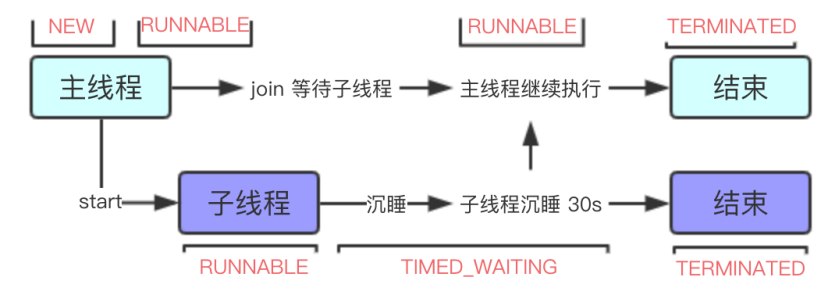 NEW
RUNNABLE
RUNNABLE
TERMINATED
主线程
join 等待子线程
主线程继续执行
结束
start
子线程
沉睡
子线程沉睡 30s
结束
RUNNABLE
TIMED_WAITING
TERMINATED